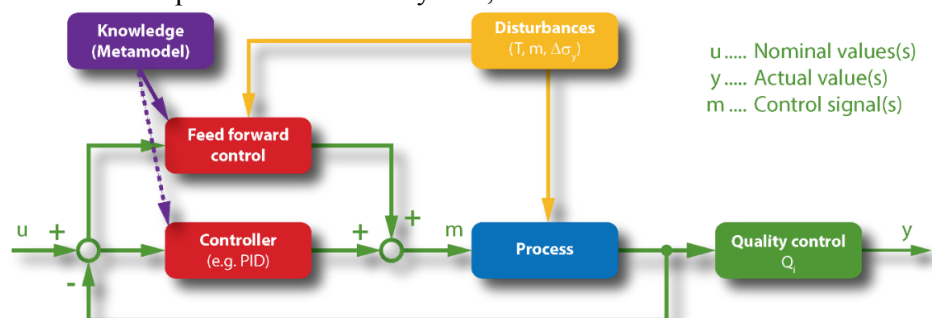 Knowledge
(Metamodel)
Disturbances
(T, m, Δσy)
u ..... Nominal values(s)
y ..... Actual value(s)
m .... Control signal(s)
Feed forward
control
u
+
-
Controller
(e.g. PID)
+
+
m
Process
Quality control
Qi
y